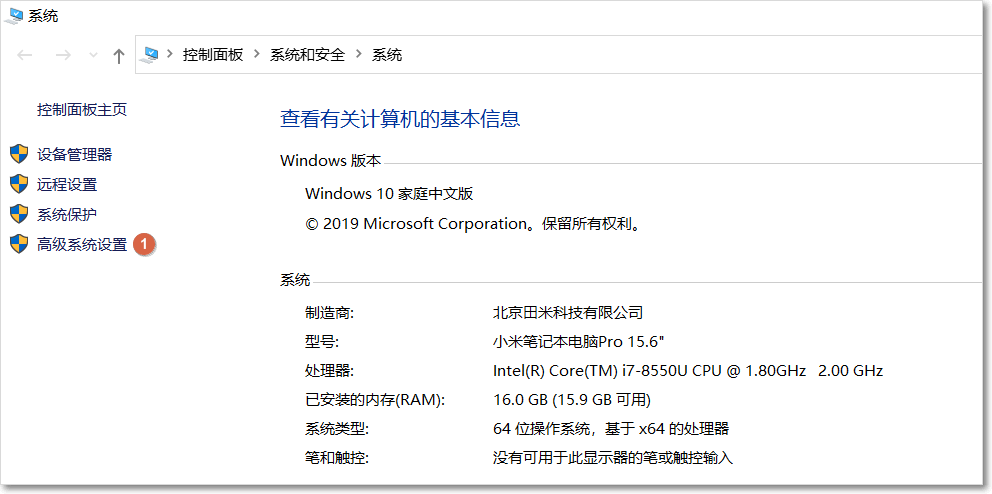 系统
控制面板 > 系统和安全 > 系统
控制面板主页
设备管理器
远程设置
系统保护
高级系统设置 1
查看有关计算机的基本信息
Windows 版本
Windows 10 家庭中文版
© 2019 Microsoft Corporation。保留所有权利。
系统
制造商: 北京田米科技有限公司
型号: 小米笔记本电脑Pro 15.6"
处理器: Intel(R) Core(TM) i7-8550U CPU @ 1.80GHz 2.00 GHz
已安装的内存(RAM): 16.0 GB (15.9 GB 可用)
系统类型: 64 位操作系统，基于 x64 的处理器
笔和触控: 没有可用于此显示器的笔或触控输入